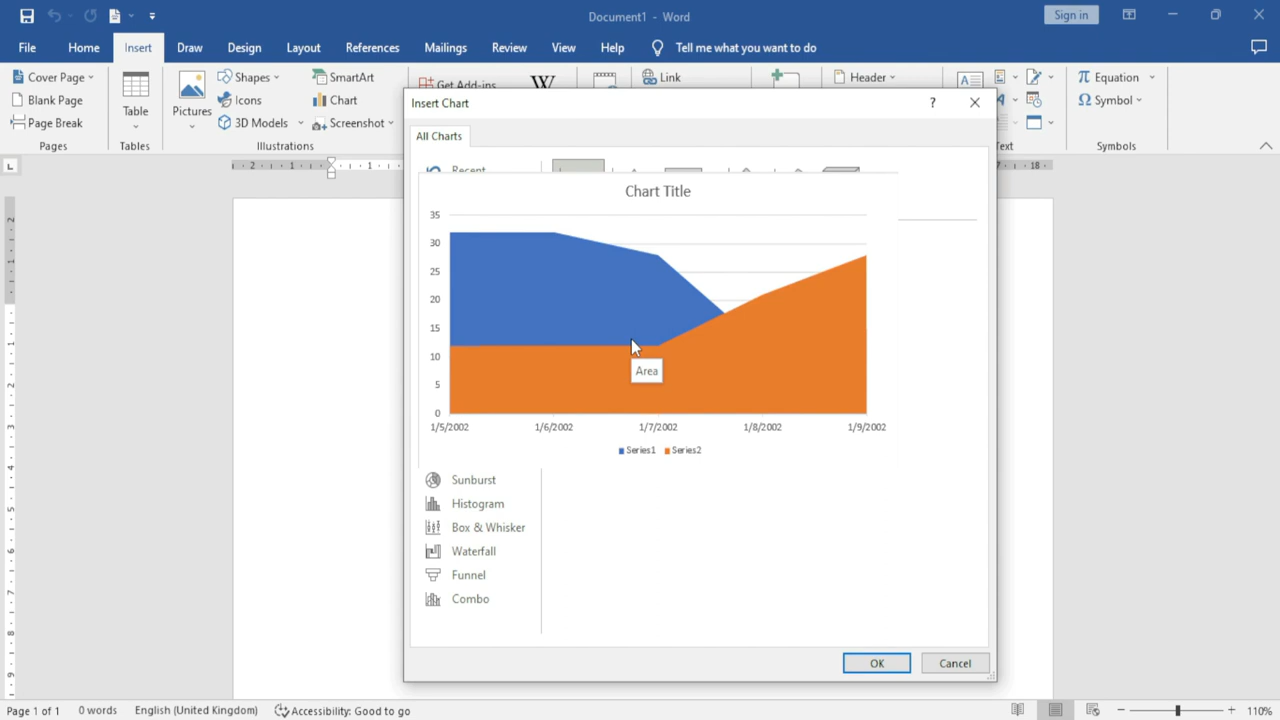 Document1 - Word
Sign in
File Home Insert Draw Design Layout References Mailings Review View Help Tell me what you want to do
Cover Page
Blank Page
Page Break
Pages
Table
Tables
Pictures
Shapes
Icons
3D Models
SmartArt
Chart
Screenshot
Illustrations
Get Add-ins
W
Link
Header
A
Text
π Equation
Ω Symbol
Symbols
Insert Chart
?
All Charts
Recent
Chart Title
35
30
25
20
15
10
5
0
1/5/2002 1/6/2002 1/7/2002 1/8/2002 1/9/2002
Series1 Series2
Area
Sunburst
Histogram
Box & Whisker
Waterfall
Funnel
Combo
OK Cancel
Page 1 of 1 0 words English (United Kingdom) Accessibility: Good to go 110%